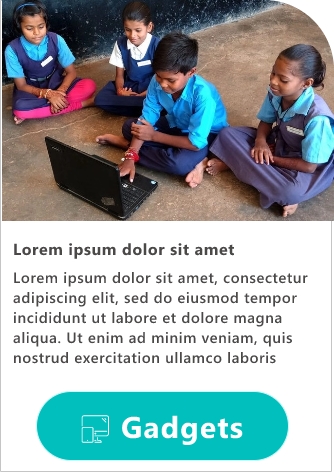 Lorem ipsum dolor sit amet
Lorem ipsum dolor sit amet, consectetur
adipiscing elit, sed do eiusmod tempor
incididunt ut labore et dolore magna
aliqua. Ut enim ad minim veniam, quis
nostrud exercitation ullamco laboris
Gadgets